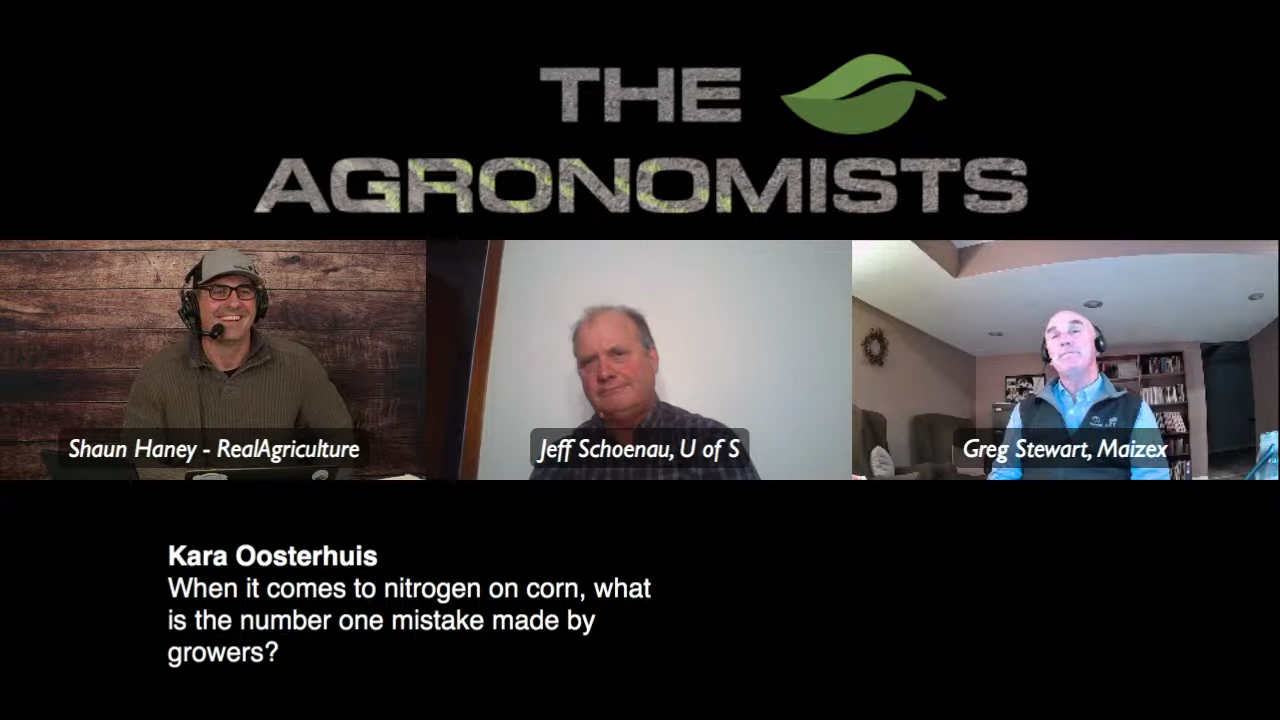 THE
AGRONOMISTS
Shaun Haney - RealAgriculture
Jeff Schoenau, U of S
Greg Stewart, Maizex
Kara Oosterhuis
When it comes to nitrogen on corn, what
is the number one mistake made by
growers?